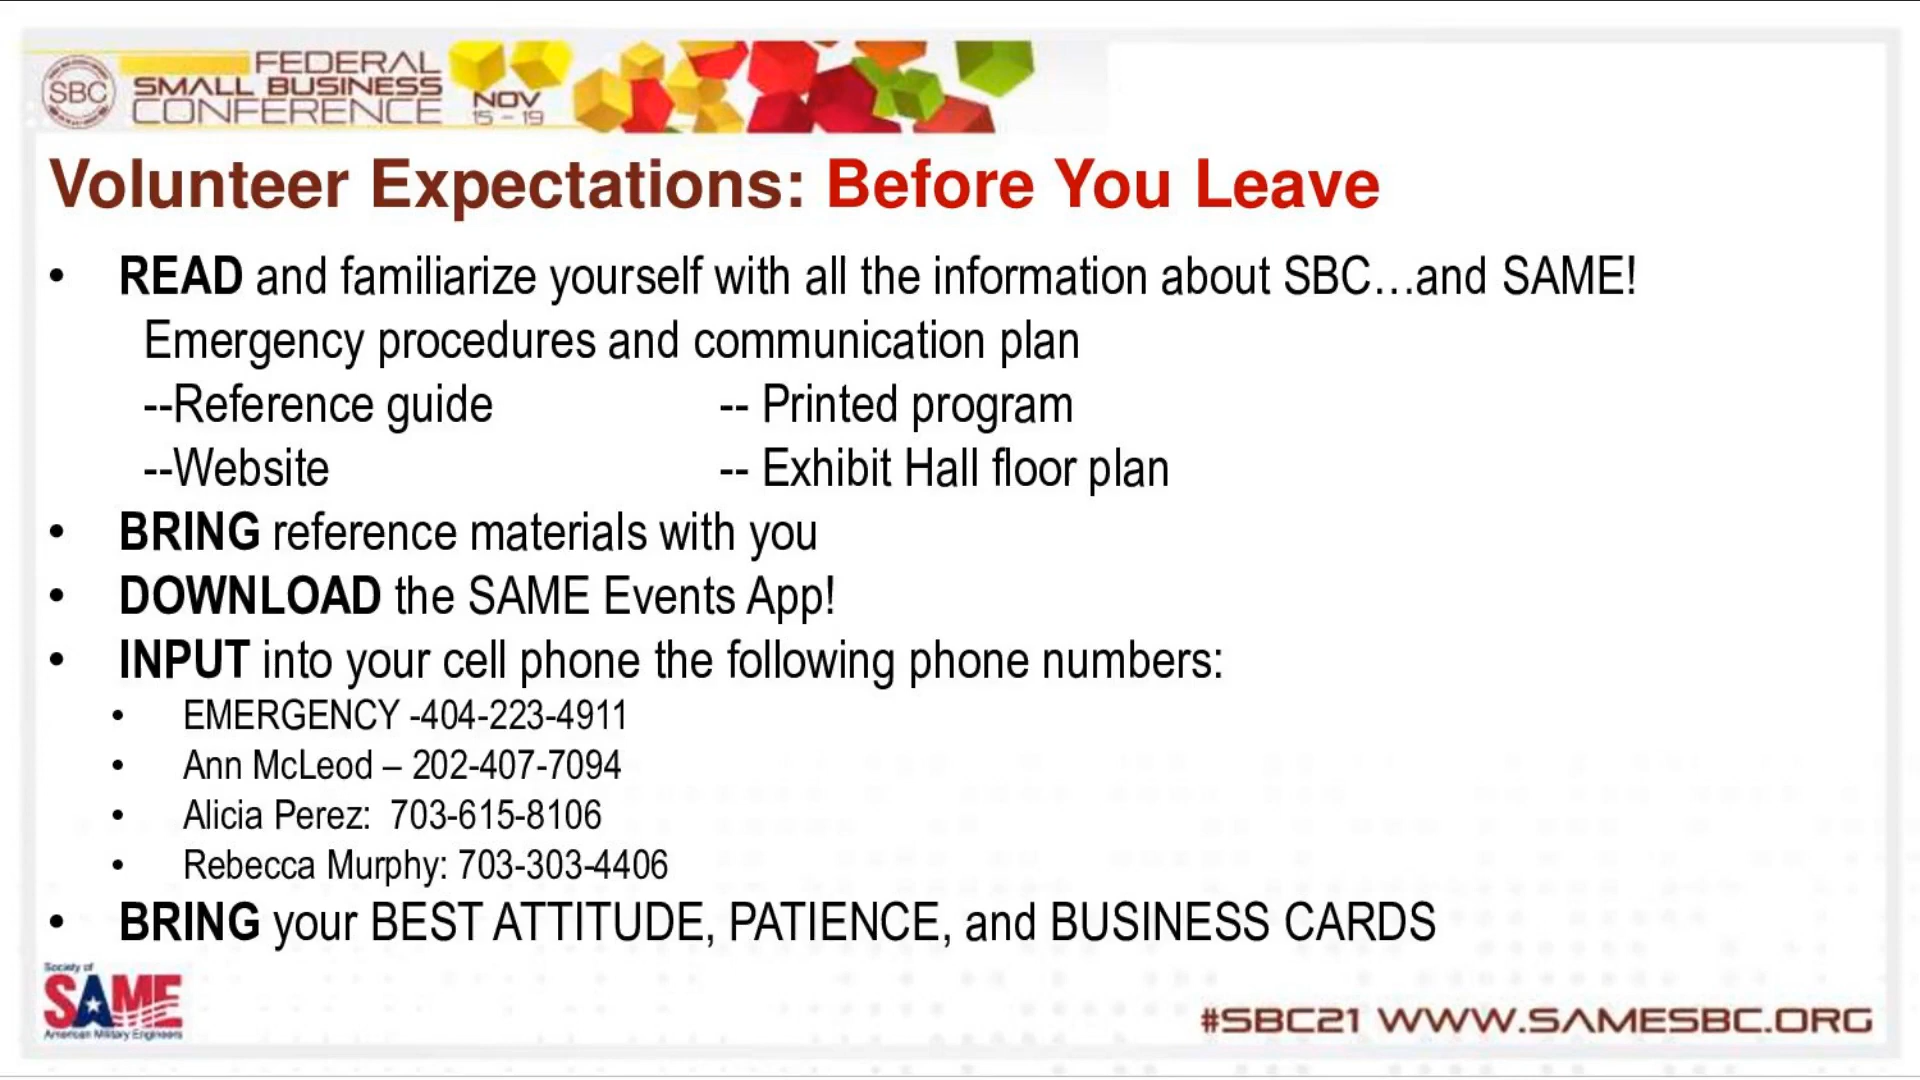 SBC
FEDERAL
SMALL BUSINESS
CONFERENCE
NOV
15 – 19
Volunteer Expectations: Before You Leave
• READ and familiarize yourself with all the information about SBC…and SAME!
Emergency procedures and communication plan
--Reference guide -- Printed program
--Website -- Exhibit Hall floor plan
• BRING reference materials with you
• DOWNLOAD the SAME Events App!
• INPUT into your cell phone the following phone numbers:
• EMERGENCY -404-223-4911
• Ann McLeod – 202-407-7094
• Alicia Perez: 703-615-8106
• Rebecca Murphy: 703-303-4406
• BRING your BEST ATTITUDE, PATIENCE, and BUSINESS CARDS
Society of
SAME
American Military Engineers
#SBC21 WWW.SAMESBC.ORG